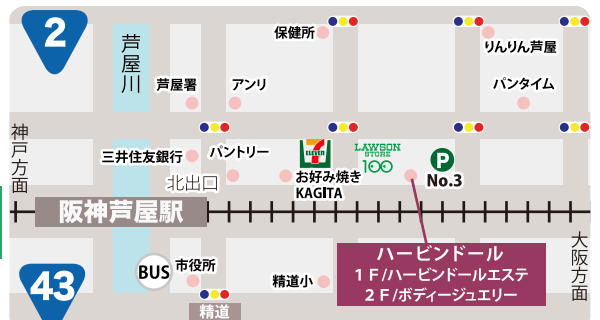 2
芦屋川
保健所
りんりん芦屋
芦屋署
アンリ
パンタイム
神戸方面
三井住友銀行
パントリー
ELEVEN
LAWSON
STORE
100
P
No.3
お好み焼き
KAGITA
北出口
阪神芦屋駅
大阪方面
BUS
市役所
精道小
ハービンドール
1F/ハービンドールエステ
2F/ボディージュエリー
43
精道